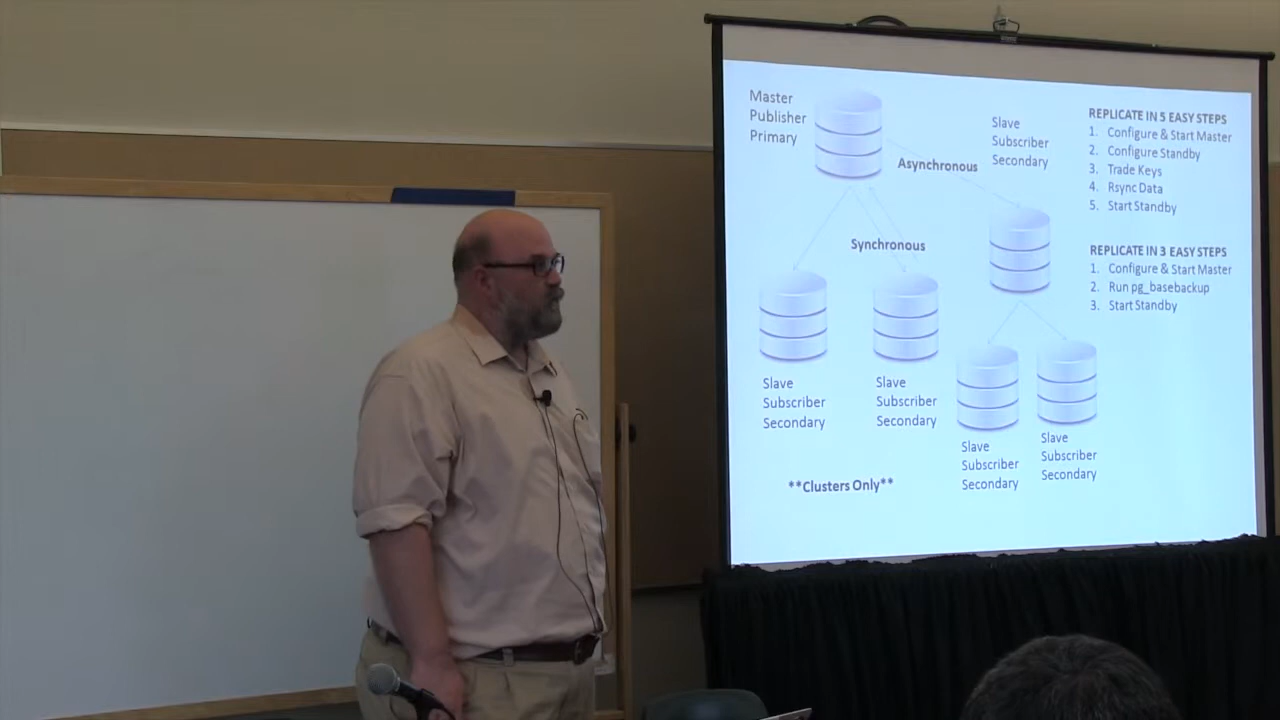 Master
Publisher
Primary
Asynchronous
Slave
Subscriber
Secondary
Synchronous
Slave
Subscriber
Secondary
Slave
Subscriber
Secondary
Slave
Subscriber
Secondary
Slave
Subscriber
Secondary
**Clusters Only**
REPLICATE IN 5 EASY STEPS
1. Configure & Start Master
2. Configure Standby
3. Trade Keys
4. Rsync Data
5. Start Standby
REPLICATE IN 3 EASY STEPS
1. Configure & Start Master
2. Run pg_basebackup
3. Start Standby